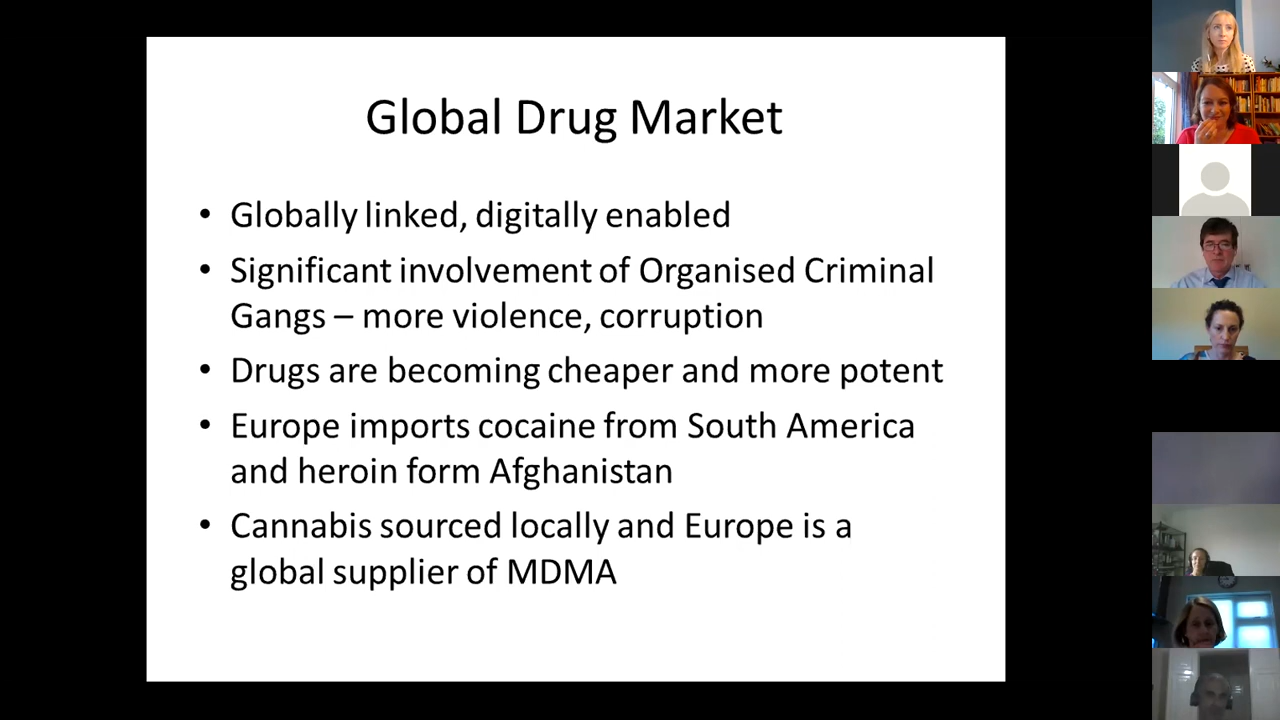 Global Drug Market
• Globally linked, digitally enabled
• Significant involvement of Organised Criminal
Gangs – more violence, corruption
• Drugs are becoming cheaper and more potent
• Europe imports cocaine from South America
and heroin form Afghanistan
• Cannabis sourced locally and Europe is a
global supplier of MDMA